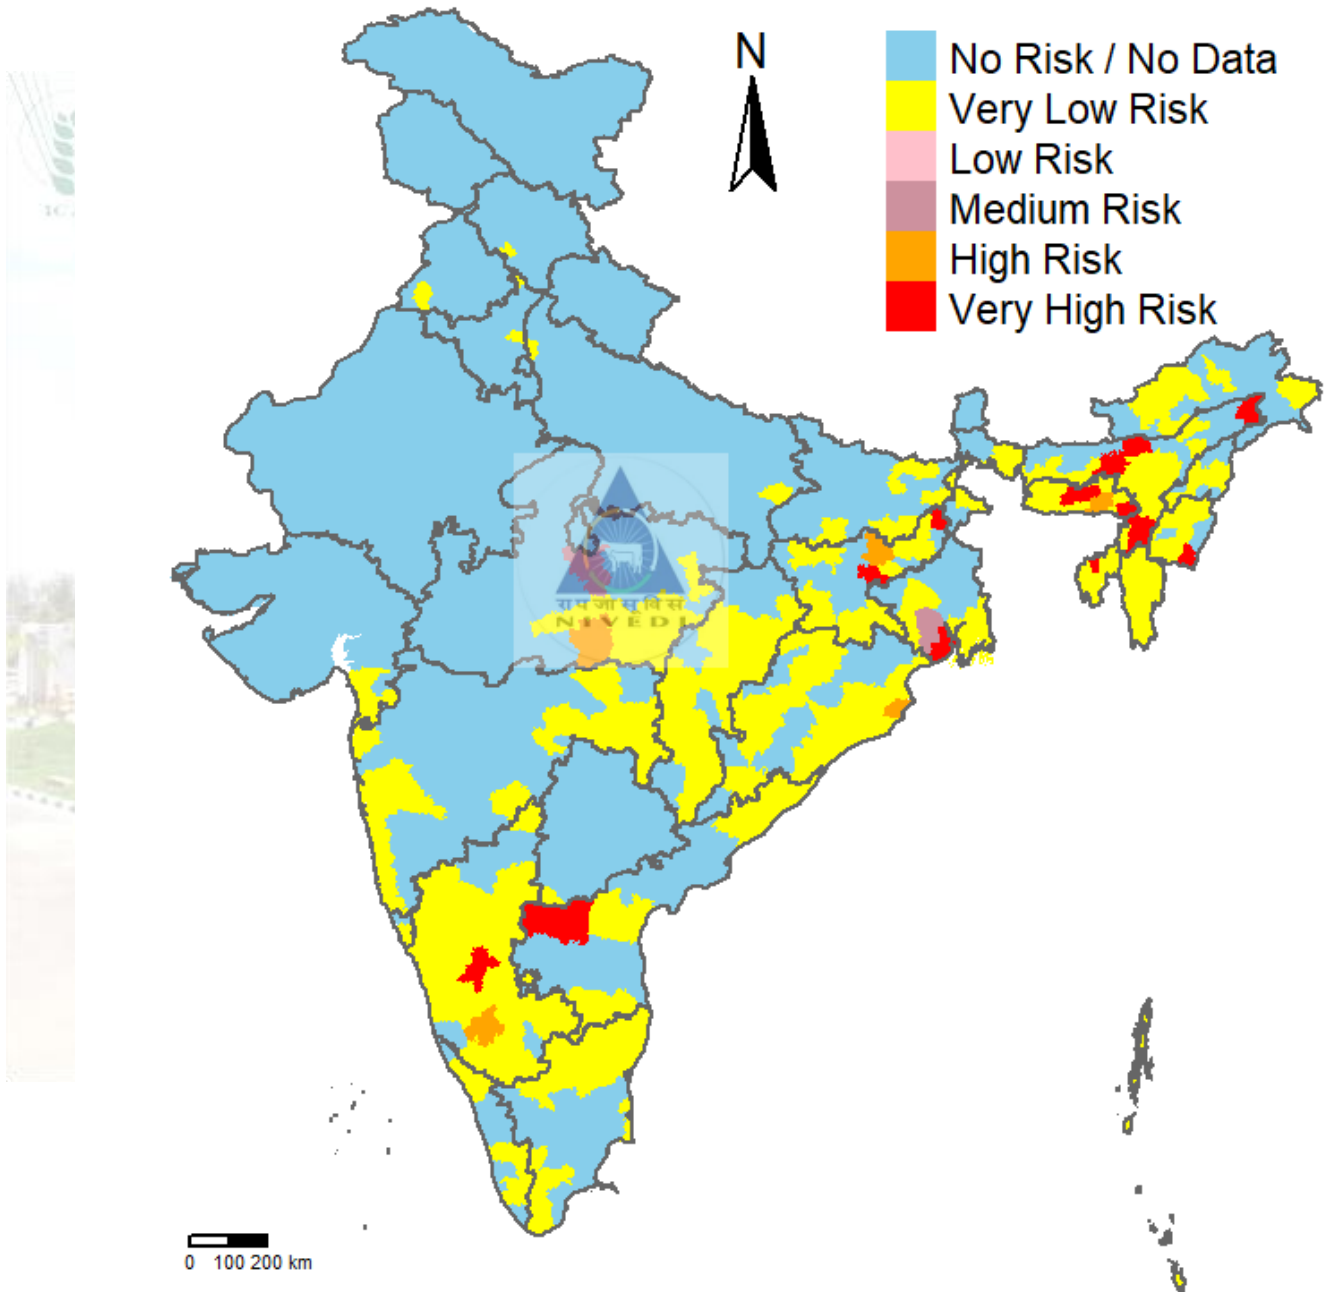 N
No Risk / No Data
Very Low Risk
Low Risk
Medium Risk
High Risk
Very High Risk
रा प जा सू वि सं
NIVEDI
0 100 200 km